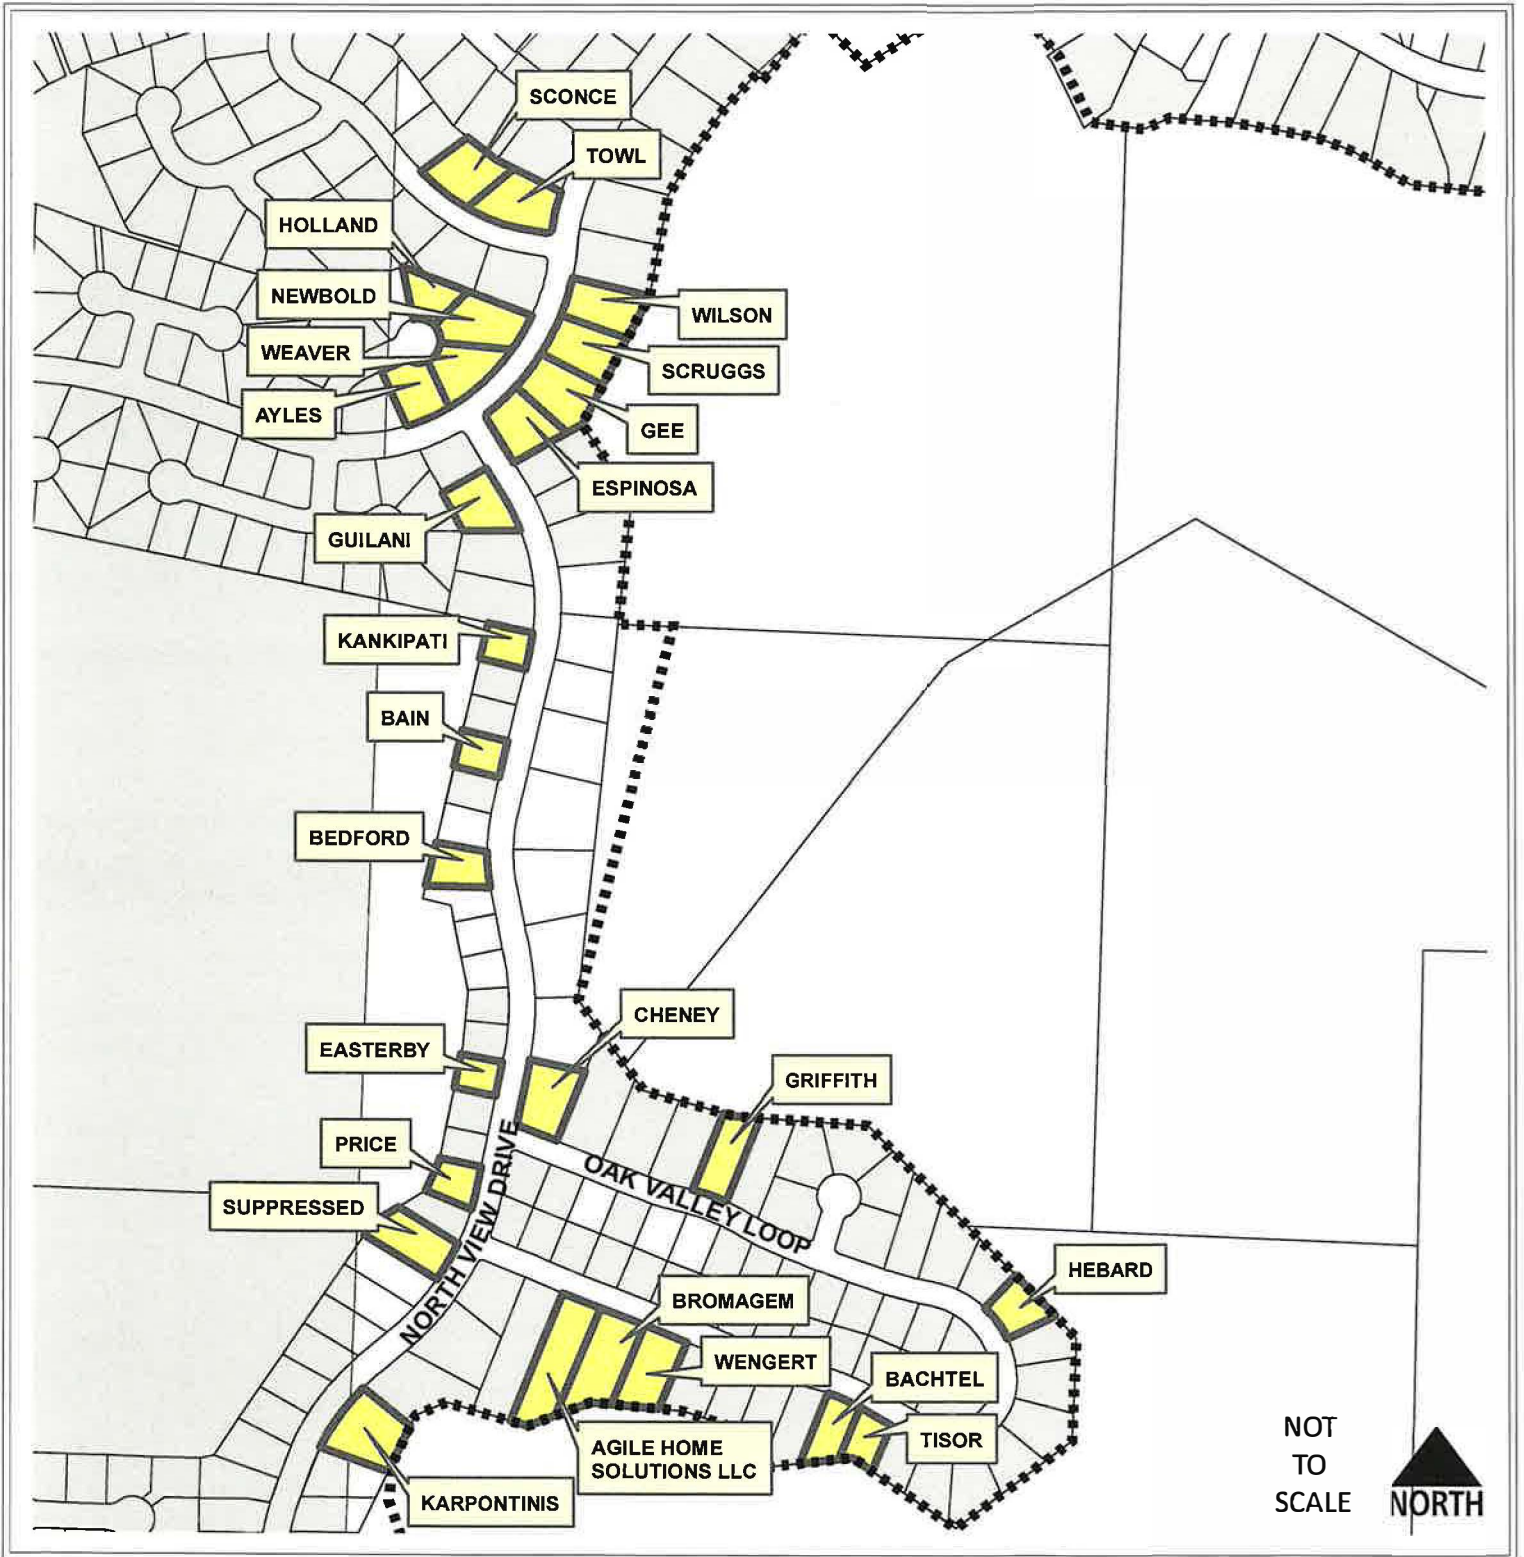 SCONCE
TOWL
HOLLAND
NEWBOLD
WILSON
WEAVER
SCRUGGS
AYLES
GEE
ESPINOSA
GUILANI
KANKIPATI
BAIN
BEDFORD
CHENEY
EASTERBY
GRIFFITH
PRICE
SUPPRESSED
NORTH VIEW DRIVE
OAK VALLEY LOOP
HEBARD
BROMAGEM
WENGERT
BACHTEL
TISOR
AGILE HOME
SOLUTIONS LLC
KARPONTINIS
NOT
TO
SCALE
NORTH